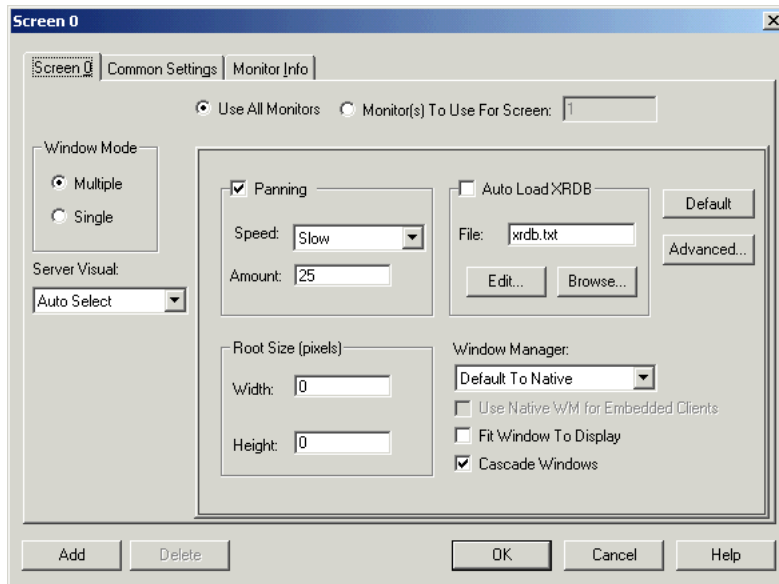 Screen 0
Screen 0 Common Settings Monitor Info
Use All Monitors Monitor(s) To Use For Screen: 1
Window Mode
Multiple
Single
Server Visual:
Auto Select
Panning
Speed: Slow
Amount: 25
Auto Load XRDB
File: xrdb.txt
Edit... Browse...
Default
Advanced...
Root Size (pixels)
Width: 0
Height: 0
Window Manager:
Default To Native
Use Native WM for Embedded Clients
Fit Window To Display
Cascade Windows
Add Delete OK Cancel Help